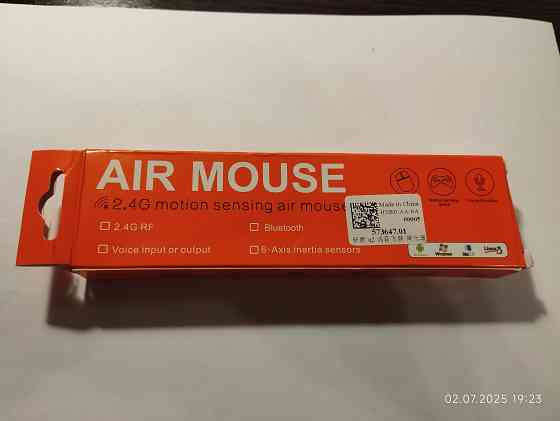 AIR MOUSE
2.4G motion sensing air mouse
2.4G RF
Bluetooth
Voice input or output
6-Axis inertia sensors
Made in China
573647.01
Windows
Linux
02.07.2025 19:23